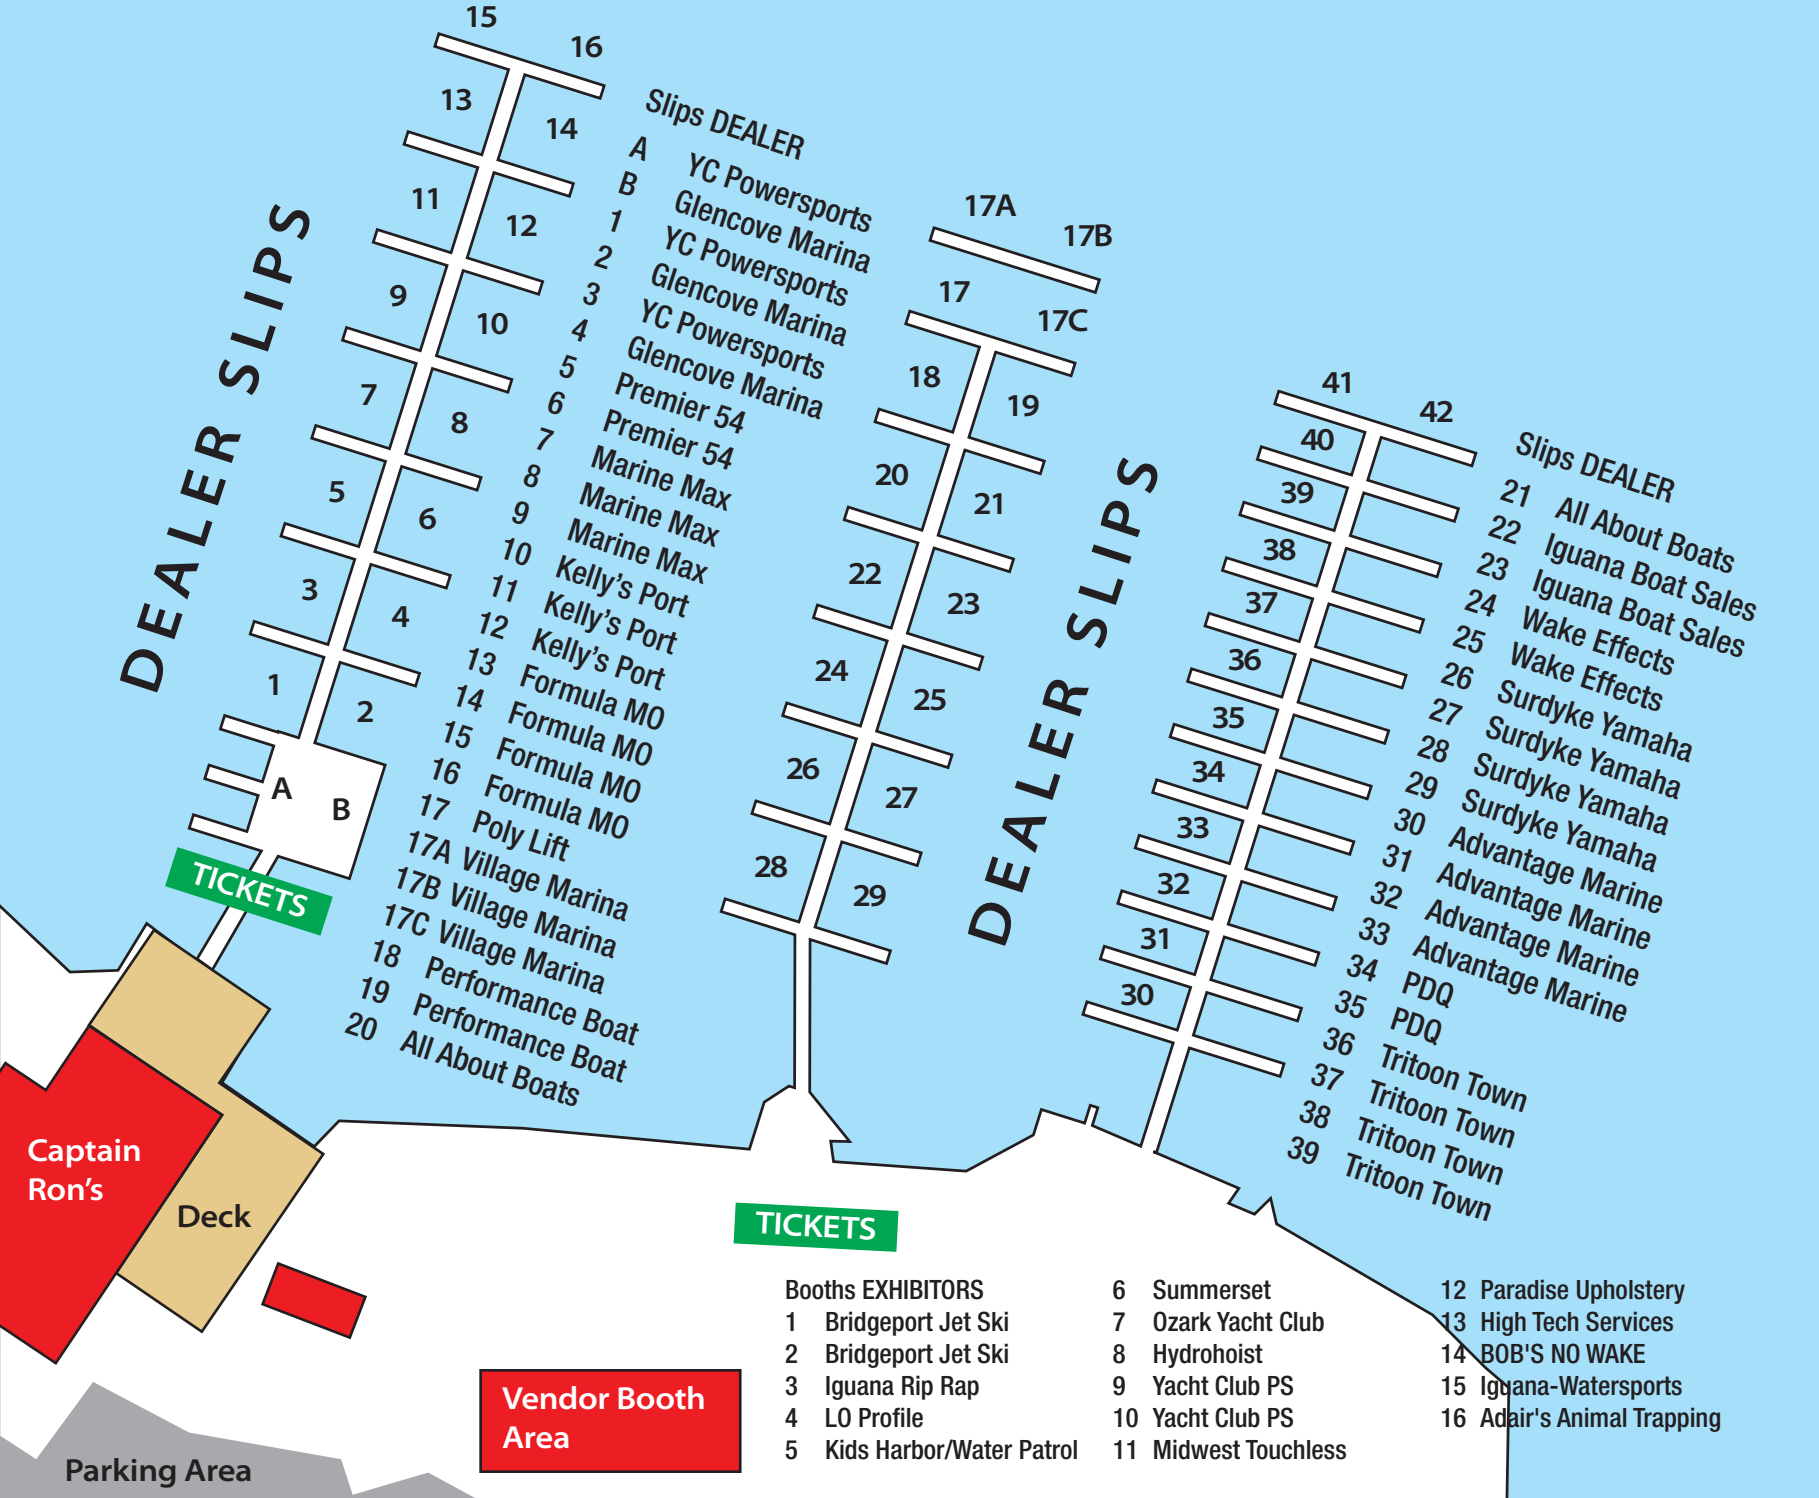 15
16
13
14
11
12
9
10
7
8
5
6
3
4
1
2
A
B
DEALER SLIPS
TICKETS
Slips DEALER
A YC Powersports
B Glencove Marina
1 YC Powersports
2 Glencove Marina
3 YC Powersports
4 Glencove Marina
5 Premier 54
6 Premier 54
7 Marine Max
8 Marine Max
9 Marine Max
10 Kelly's Port
11 Kelly's Port
12 Kelly's Port
13 Formula MO
14 Formula MO
15 Formula MO
16 Formula MO
17 Poly Lift
17A Village Marina
17B Village Marina
17C Village Marina
18 Performance Boat
19 Performance Boat
20 All About Boats
17A
17B
17
17C
18
19
20
21
22
23
24
25
26
27
28
29
DEALER SLIPS
41
42
40
39
38
37
36
35
34
33
32
31
30
Slips DEALER
21 All About Boats
22 Iguana Boat Sales
23 Iguana Boat Sales
24 Wake Effects
25 Wake Effects
26 Surdyke Yamaha
27 Surdyke Yamaha
28 Surdyke Yamaha
29 Surdyke Yamaha
30 Advantage Marine
31 Advantage Marine
32 Advantage Marine
33 Advantage Marine
34 PDQ
35 PDQ
36 Tritoon Town
37 Tritoon Town
38 Tritoon Town
39 Tritoon Town
Captain
Ron's
Deck
TICKETS
Vendor Booth
Area
Parking Area
Booths EXHIBITORS
1 Bridgeport Jet Ski
2 Bridgeport Jet Ski
3 Iguana Rip Rap
4 LO Profile
5 Kids Harbor/Water Patrol
6 Summerset
7 Ozark Yacht Club
8 Hydrohoist
9 Yacht Club PS
10 Yacht Club PS
11 Midwest Touchless
12 Paradise Upholstery
13 High Tech Services
14 BOB'S NO WAKE
15 Iguana-Watersports
16 Adair's Animal Trapping